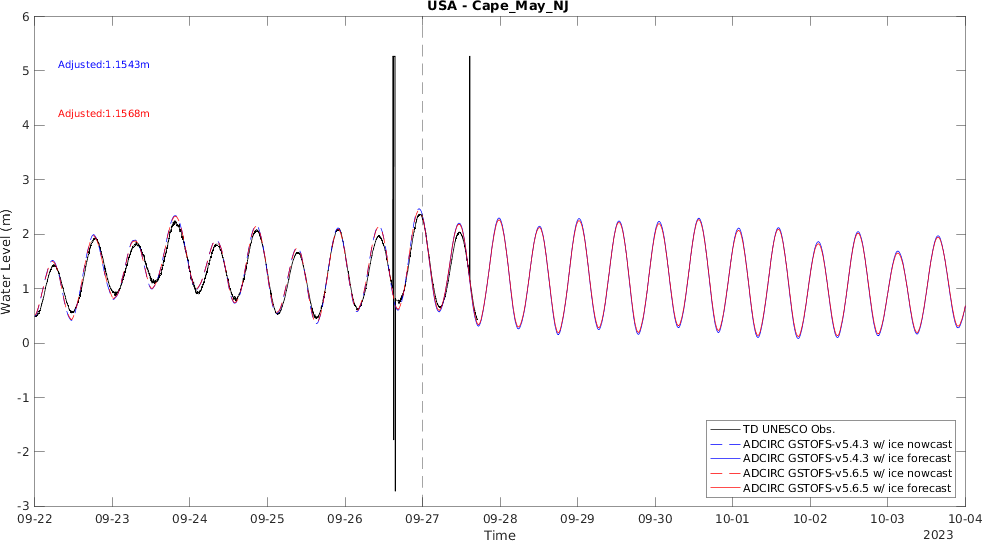 USA - Cape_May_NJ
6
5
4
3
2
1
0
-1
-2
-3
Water Level (m)
Adjusted:1.1543m
Adjusted:1.1568m
TD UNESCO Obs.
ADCIRC GSTOFS-v5.4.3 w/ ice nowcast
ADCIRC GSTOFS-v5.4.3 w/ ice forecast
ADCIRC GSTOFS-v5.6.5 w/ ice nowcast
ADCIRC GSTOFS-v5.6.5 w/ ice forecast
09-22 09-23 09-24 09-25 09-26 09-27 09-28 09-29 09-30 10-01 10-02 10-03 10-04
Time
2023